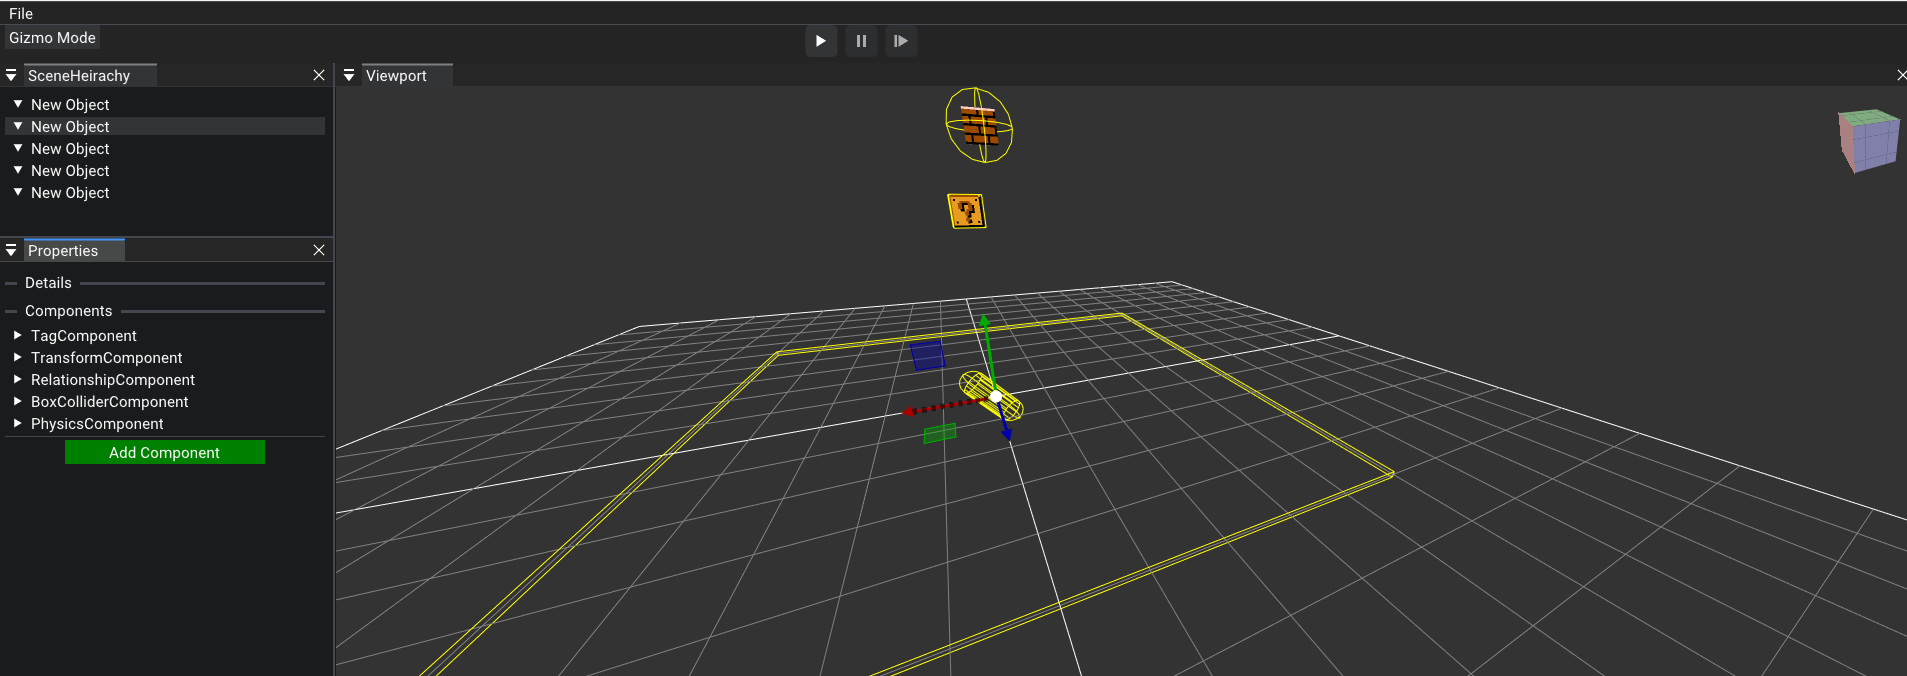 File
Gizmo Mode
SceneHeirachy
New Object
New Object
New Object
New Object
New Object
Properties
Details
Components
TagComponent
TransformComponent
RelationshipComponent
BoxColliderComponent
PhysicsComponent
Add Component
Viewport
?